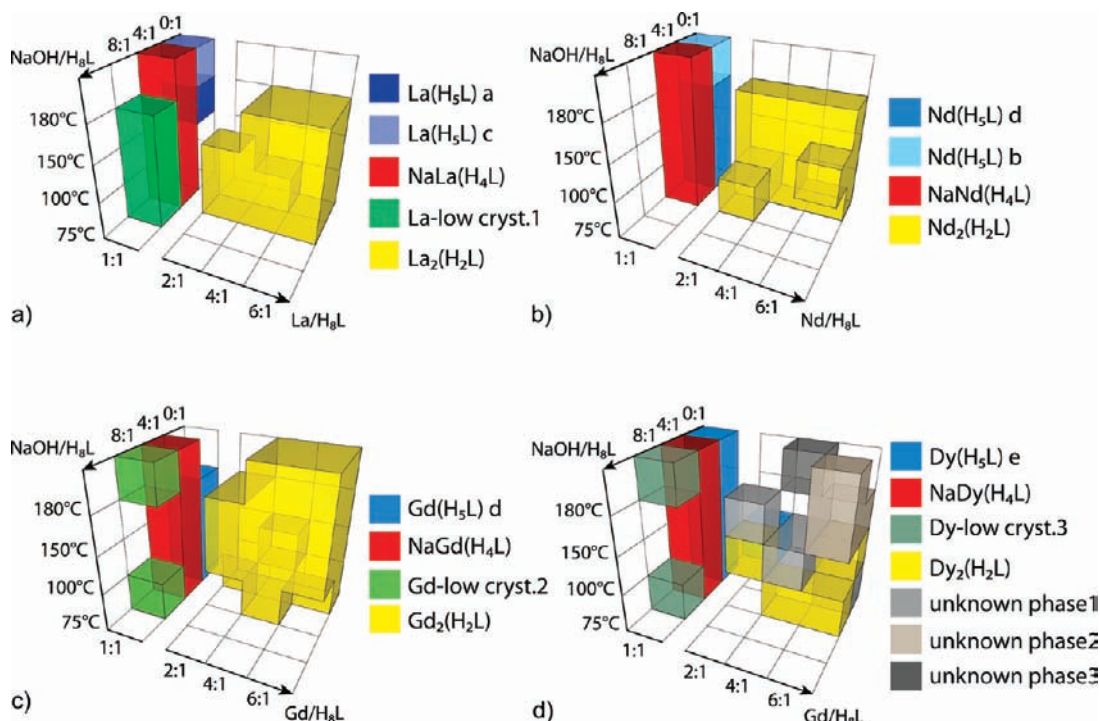 0:1
4:1
8:1
NaOH/H₈L
180°C
150°C
100°C
75°C
1:1
2:1
4:1
6:1
La/H₈L
La(H₅L) a
La(H₅L) c
NaLa(H₄L)
La-low cryst.1
La₂(H₂L)
a)
0:1
4:1
8:1
NaOH/H₈L
180°C
150°C
100°C
75°C
1:1
2:1
4:1
6:1
Nd/H₈L
Nd(H₅L) d
Nd(H₅L) b
NaNd(H₄L)
Nd₂(H₂L)
b)
0:1
4:1
8:1
NaOH/H₈L
180°C
150°C
100°C
75°C
1:1
2:1
4:1
6:1
Gd/H₈L
Gd(H₅L) d
NaGd(H₄L)
Gd-low cryst.2
Gd₂(H₂L)
c)
0:1
4:1
8:1
NaOH/H₈L
180°C
150°C
100°C
75°C
1:1
2:1
4:1
6:1
Gd/H₈L
Dy(H₅L) e
NaDy(H₄L)
Dy-low cryst.3
Dy₂(H₂L)
unknown phase1
unknown phase2
unknown phase3
d)